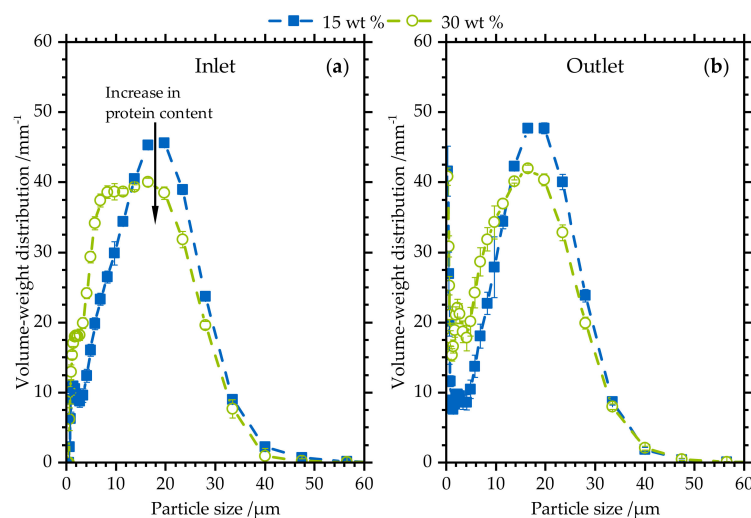 15 wt % 30 wt %
Inlet (a)
Increase in
protein content
Volume-weight distribution /mm⁻¹
60
50
40
30
20
10
0
0 10 20 30 40 50 60
Particle size /µm
Outlet (b)
Volume-weight distribution /mm⁻¹
60
50
40
30
20
10
0
0 10 20 30 40 50 60
Particle size /µm